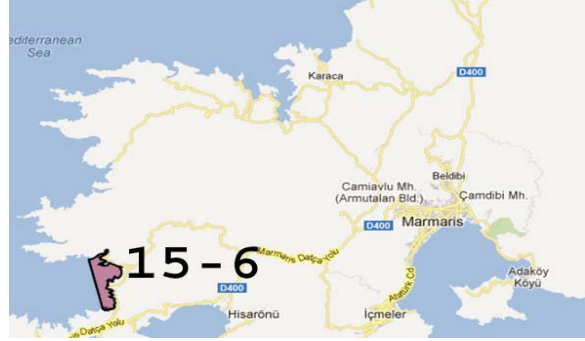 editerranean
Sea
Karaca
D400
Beldibi
Camiavlu Mh.
(Armutalan Bld.)
Çamdibi Mh.
D400
Marmaris
15-6
Marmaris Datça Yolu
Adaköy
Köyü
D400
Atatürk Cd
Hisarönü
İçmeler
s Datça Yolu